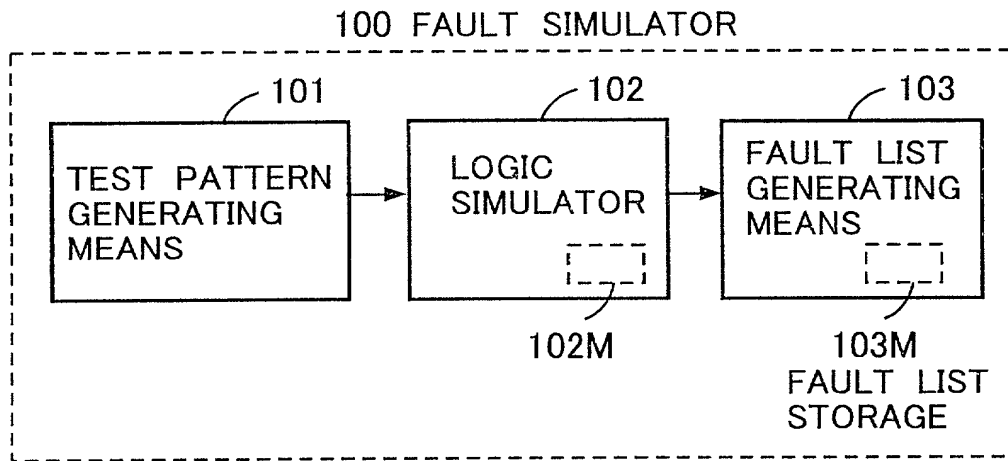 100 FAULT SIMULATOR
101
102
103
TEST PATTERN
GENERATING
MEANS
LOGIC
SIMULATOR
FAULT LIST
GENERATING
MEANS
102M
103M
FAULT LIST
STORAGE